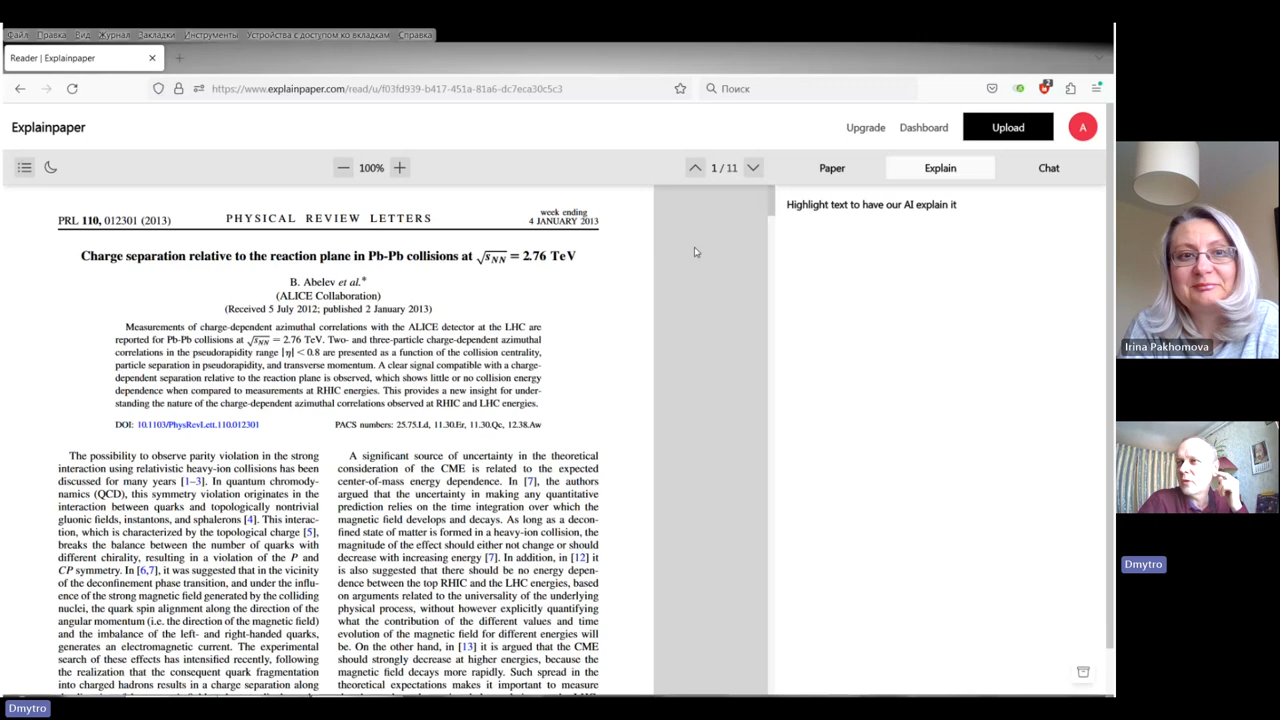 Файл Правка Вид Журнал Закладки Инструменты Устройства с доступом ко вкладкам Справка
Reader | Explainpaper
https://www.explainpaper.com/read/u/f03fd939-b417-451a-81a6-d7eca30c5c3
Поиск
2
Explainpaper
Upgrade Dashboard Upload A
100%
1 / 11
Paper Explain Chat
Highlight text to have our AI explain it
PRL 110, 012301 (2013)
PHYSICAL REVIEW LETTERS
week ending
4 JANUARY 2013
Charge separation relative to the reaction plane in Pb-Pb collisions at √sNN = 2.76 TeV
B. Abelev et al.*
(ALICE Collaboration)
(Received 5 July 2012; published 2 January 2013)
Measurements of charge-dependent azimuthal correlations with the ALICE detector at the LHC are
reported for Pb-Pb collisions at √sNN = 2.76 TeV. Two- and three-particle charge-dependent azimuthal
correlations in the pseudorapidity range |η| < 0.8 are presented as a function of the collision centrality,
particle separation in pseudorapidity, and transverse momentum. A clear signal compatible with a charge-
dependent separation relative to the reaction plane is observed, which shows little or no collision energy
dependence when compared to measurements at RHIC energies. This provides a new insight for under-
standing the nature of the charge-dependent azimuthal correlations observed at RHIC and LHC energies.
DOI: 10.1103/PhysRevLett.110.012301
PACS numbers: 25.75.Ld, 11.30.Er, 11.30.Qc, 12.38.Aw
The possibility to observe parity violation in the strong
interaction using relativistic heavy-ion collisions has been
discussed for many years [1–3]. In quantum chromody-
namics (QCD), this symmetry violation originates in the
interaction between quarks and topologically nontrivial
gluonic fields, instantons, and sphalerons [4]. This interac-
tion, which is characterized by the topological charge [5],
breaks the balance between the number of quarks with
different chirality, resulting in a violation of the P and
CP symmetry. In [6,7], it was suggested that in the vicinity
of the deconfinement phase transition, and under the influ-
ence of the strong magnetic field generated by the colliding
nuclei, the quark spin alignment along the direction of the
angular momentum (i.e. the direction of the magnetic field)
and the imbalance of the left- and right-handed quarks,
generates an electromagnetic current. The experimental
search of these effects has intensified recently, following
the realization that the consequent quark fragmentation
into charged hadrons results in a charge separation along
A significant source of uncertainty in the theoretical
consideration of the CME is related to the expected
center-of-mass energy dependence. In [7], the authors
argued that the uncertainty in making any quantitative
prediction relies on the time integration over which the
magnetic field develops and decays. As long as a decon-
fined state of matter is formed in a heavy-ion collision, the
magnitude of the effect should either not change or should
decrease with increasing energy [7]. In addition, in [12] it
is also suggested that there should be no energy depen-
dence between the top RHIC and the LHC energies, based
on arguments related to the universality of the underlying
physical process, without however explicitly quantifying
what the contribution of the different values and time
evolution of the magnetic field for different energies will
be. On the other hand, in [13] it is argued that the CME
should strongly decrease at higher energies, because the
magnetic field decays more rapidly. Such spread in the
theoretical expectations makes it important to measure
Irina Pakhomova
Dmytro
Dmytro